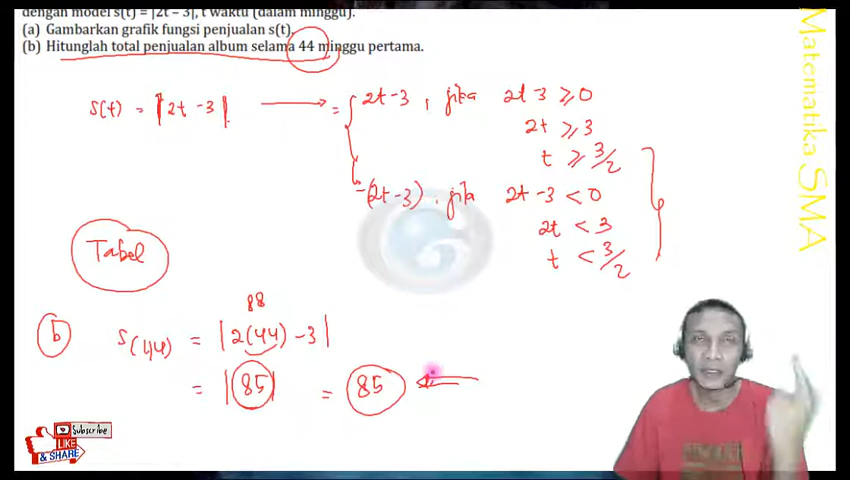 dengan model s(t) = |2t – 3|, t waktu (dalam minggu).
(a) Gambarkan grafik fungsi penjualan s(t).
(b) Hitunglah total penjualan album selama 44 minggu pertama.
s(t) = |2t -3| → = { 2t-3 , jika 2t-3 ≥ 0
2t ≥ 3
t ≥ 3/2
-(2t-3) , jika 2t-3 < 0
2t < 3
t < 3/2
Tabel
88
b s(44) = |2(44) -3|
= |85| = 85
Subscribe
LIKE
& SHARE
Matematika SMA